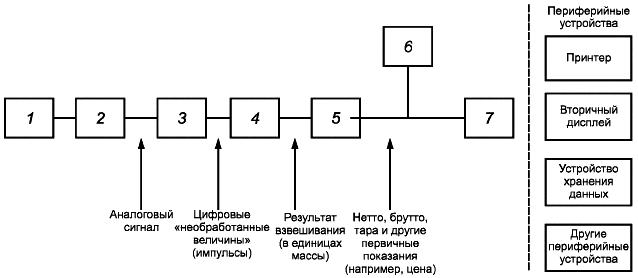 Периферийные
устройства
6
Принтер
1
2
3
4
5
7
Вторичный
дисплей
Устройство
хранения
данных
Аналоговый
сигнал
Цифровые
«необработанные
величины»
(импульсы)
Результат
взвешивания
(в единицах
массы)
Нетто, брутто,
тара и другие
первичные
показания
(например, цена)
Другие
периферийные
устройства